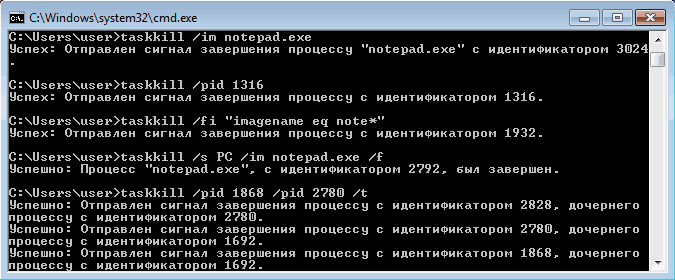 C:\Windows\system32\cmd.exe
C:\Users\user>taskkill /im notepad.exe
Успех: Отправлен сигнал завершения процессу "notepad.exe" с идентификатором 3024
.
C:\Users\user>taskkill /pid 1316
Успех: Отправлен сигнал завершения процессу с идентификатором 1316.
C:\Users\user>taskkill /fi "imagename eq note*"
Успех: Отправлен сигнал завершения процессу с идентификатором 1932.
C:\Users\user>taskkill /s PC /im notepad.exe /f
Успешно: Процесс "notepad.exe", с идентификатором 2792, был завершен.
C:\Users\user>taskkill /pid 1868 /pid 2780 /t
Успешно: Отправлен сигнал завершения процессу с идентификатором 2828, дочернего
процессу с идентификатором 2780.
Успешно: Отправлен сигнал завершения процессу с идентификатором 2780, дочернего
процессу с идентификатором 1692.
Успешно: Отправлен сигнал завершения процессу с идентификатором 1868, дочернего
процессу с идентификатором 1692.